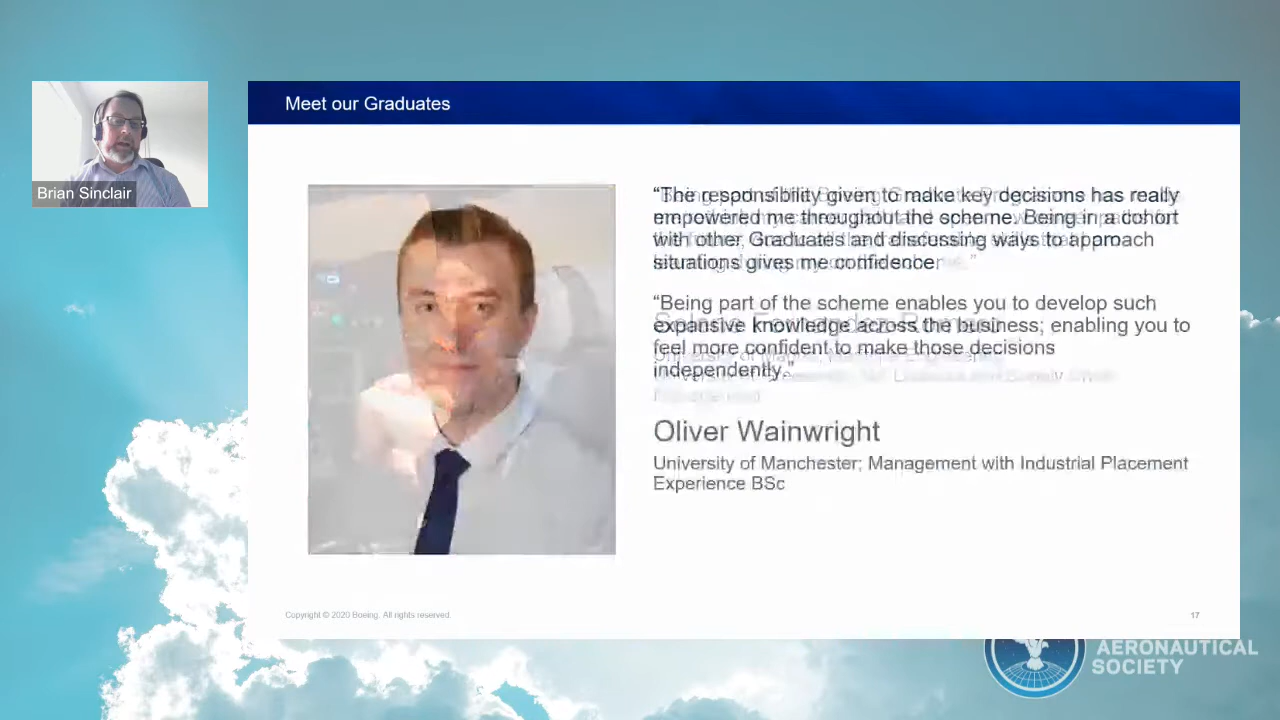 Meet our Graduates
Brian Sinclair
“The responsibility given to make key decisions has really
empowered me throughout the scheme. Being in a cohort
with other Graduates and discussing ways to approach
situations gives me confidence
“Being part of the scheme enables you to develop such
expansive knowledge across the business; enabling you to
feel more confident to make those decisions
independently.”
Oliver Wainwright
University of Manchester; Management with Industrial Placement
Experience BSc
Copyright © 2020 Boeing. All rights reserved.
17
AERONAUTICAL
SOCIETY